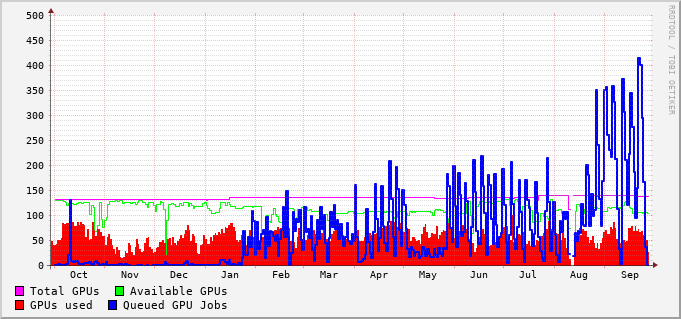 500
450
400
350
300
250
200
150
100
50
0
Oct Nov Dec Jan Feb Mar Apr May Jun Jul Aug Sep
Total GPUs Available GPUs
GPUs used Queued GPU Jobs
RRDTOOL / TOBI OETIKER